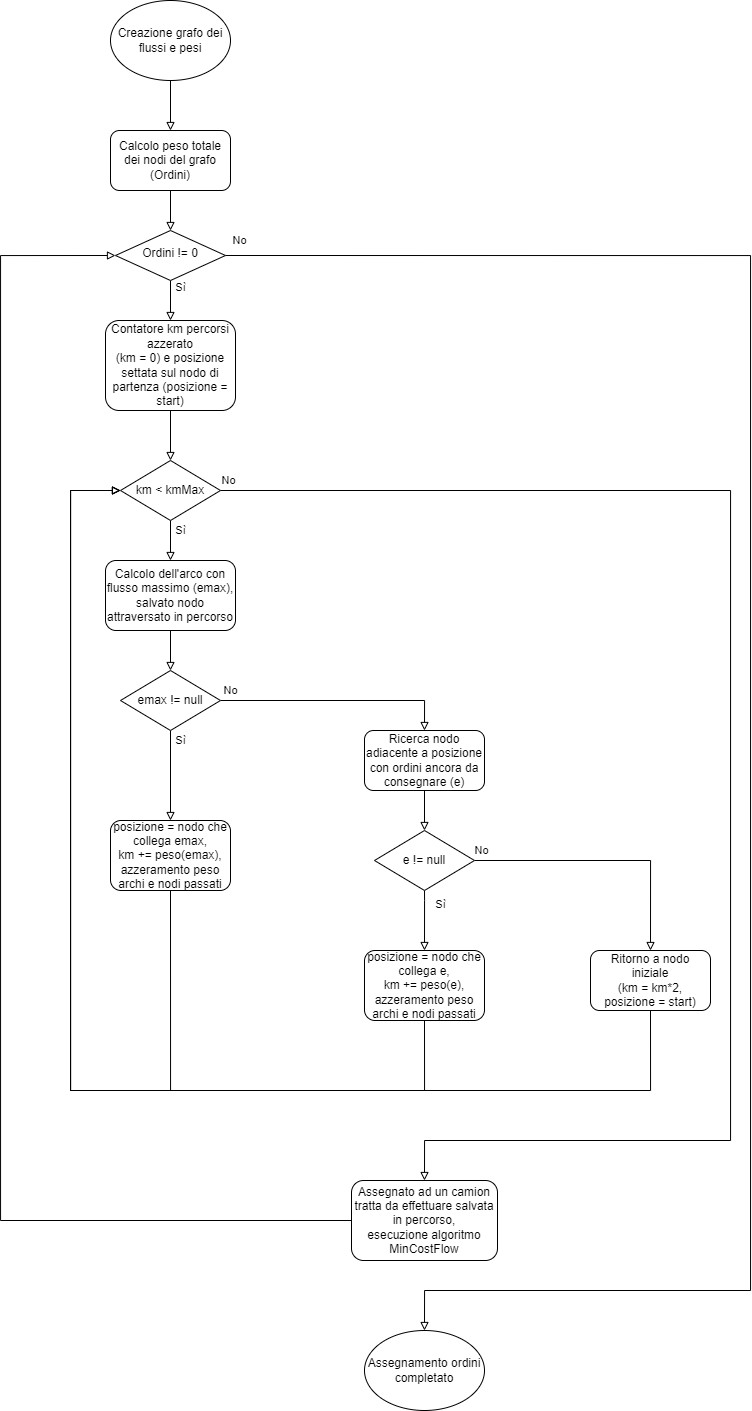 Creazione grafo dei
flussi e pesi
Calcolo peso totale
dei nodi del grafo
(Ordini)
Ordini != 0
No
Sì
Contatore km percorsi
azzerato
(km = 0) e posizione
settata sul nodo di
partenza (posizione =
start)
km < kmMax
No
Sì
Calcolo dell'arco con
flusso massimo (emax),
salvato nodo
attraversato in percorso
emax != null
No
Sì
Ricerca nodo
adiacente a posizione
con ordini ancora da
consegnare (e)
posizione = nodo che
collega emax,
km += peso(emax),
azzeramento peso
archi e nodi passati
e != null
No
Sì
posizione = nodo che
collega e,
km += peso(e),
azzeramento peso
archi e nodi passati
Ritorno a nodo
iniziale
(km = km*2,
posizione = start)
Assegnato ad un camion
tratta da effettuare salvata
in percorso,
esecuzione algoritmo
MinCostFlow
Assegnamento ordini
completato